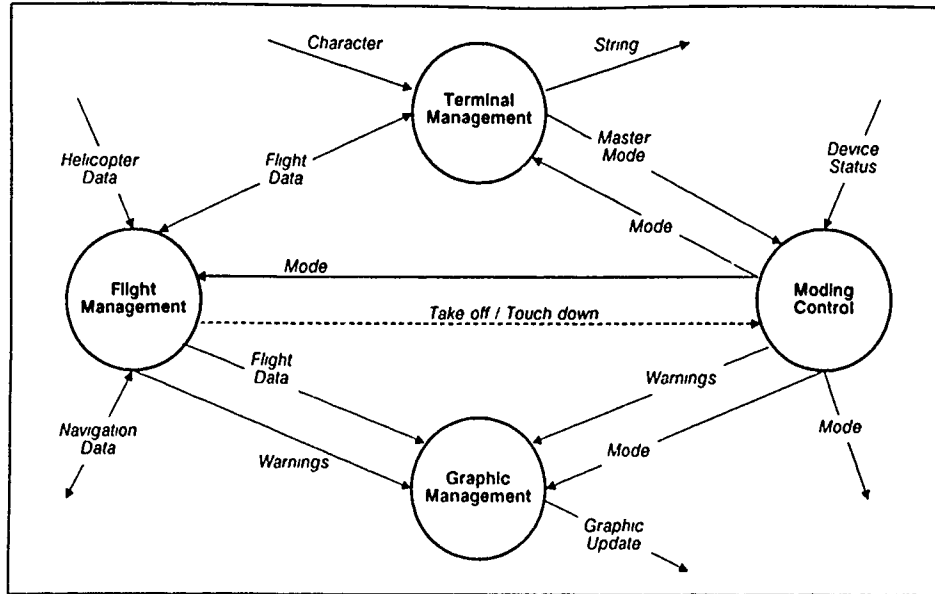 Character
String
Terminal
Management
Helicopter
Data
Flight
Data
Master
Mode
Device
Status
Mode
Flight
Management
Mode
Moding
Control
Take off / Touch down
Flight
Data
Warnings
Navigation
Data
Warnings
Graphic
Management
Mode
Mode
Graphic
Update